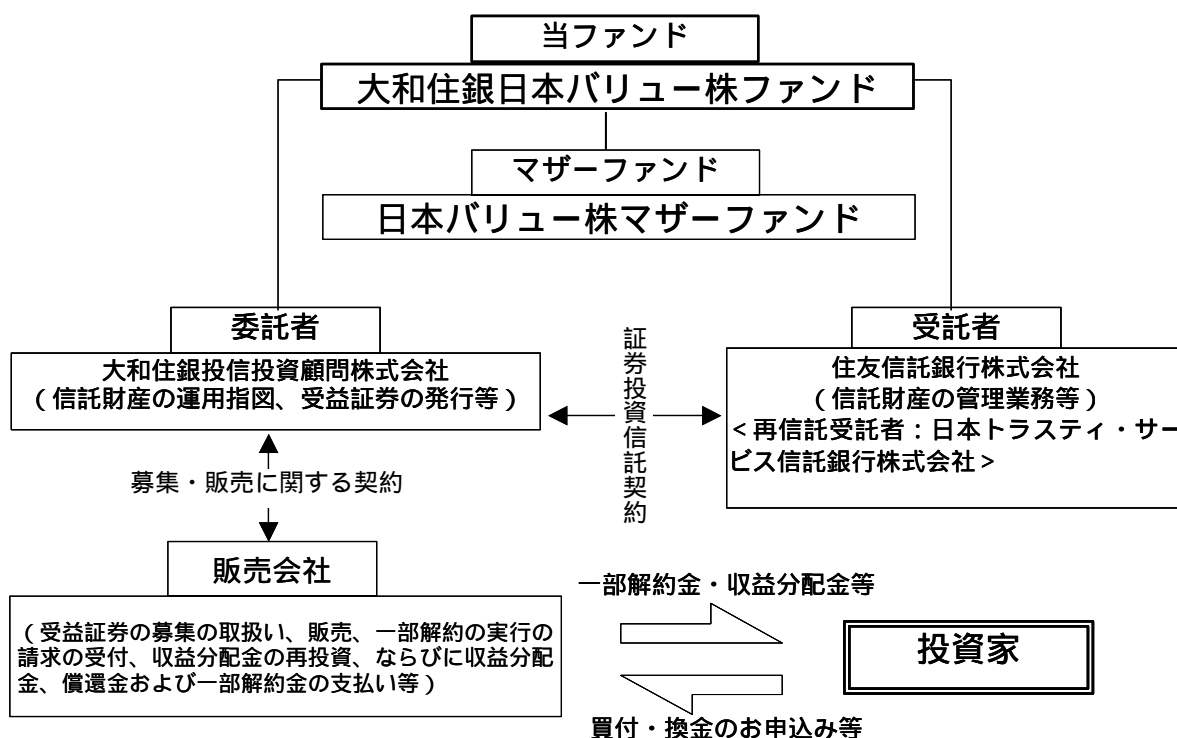 当ファンド
大和住銀日本バリュー株ファンド
マザーファンド
日本バリュー株マザーファンド
委託者
大和住銀投信投資顧問株式会社
（信託財産の運用指図、受益証券の発行等）
証券投資信託契約
受託者
住友信託銀行株式会社
（信託財産の管理業務等）
＜再信託受託者：日本トラスティ・サー
ビス信託銀行株式会社＞
募集・販売に関する契約
販売会社
（受益証券の募集の取扱い、販売、一部解約の実行の
請求の受付、収益分配金の再投資、ならびに収益分配
金、償還金および一部解約金の支払い等）
一部解約金・収益分配金等
投資家
買付・換金のお申込み等